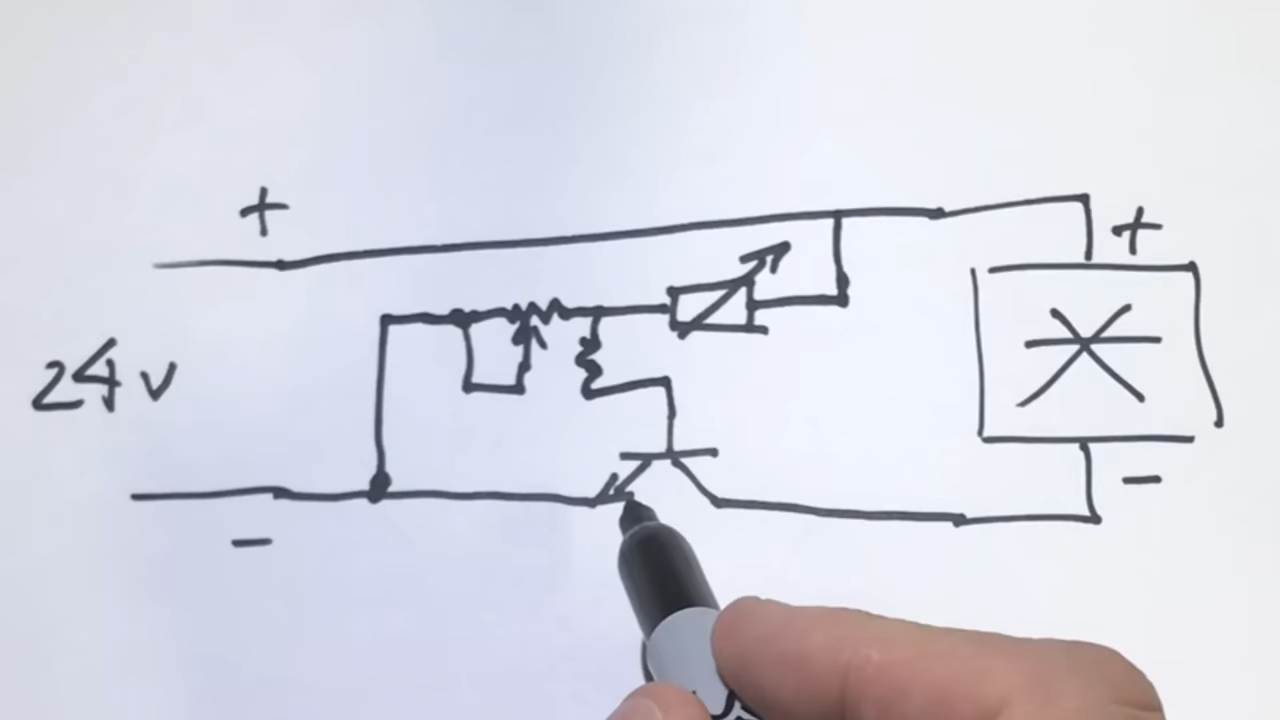 +
+
24v
-
-